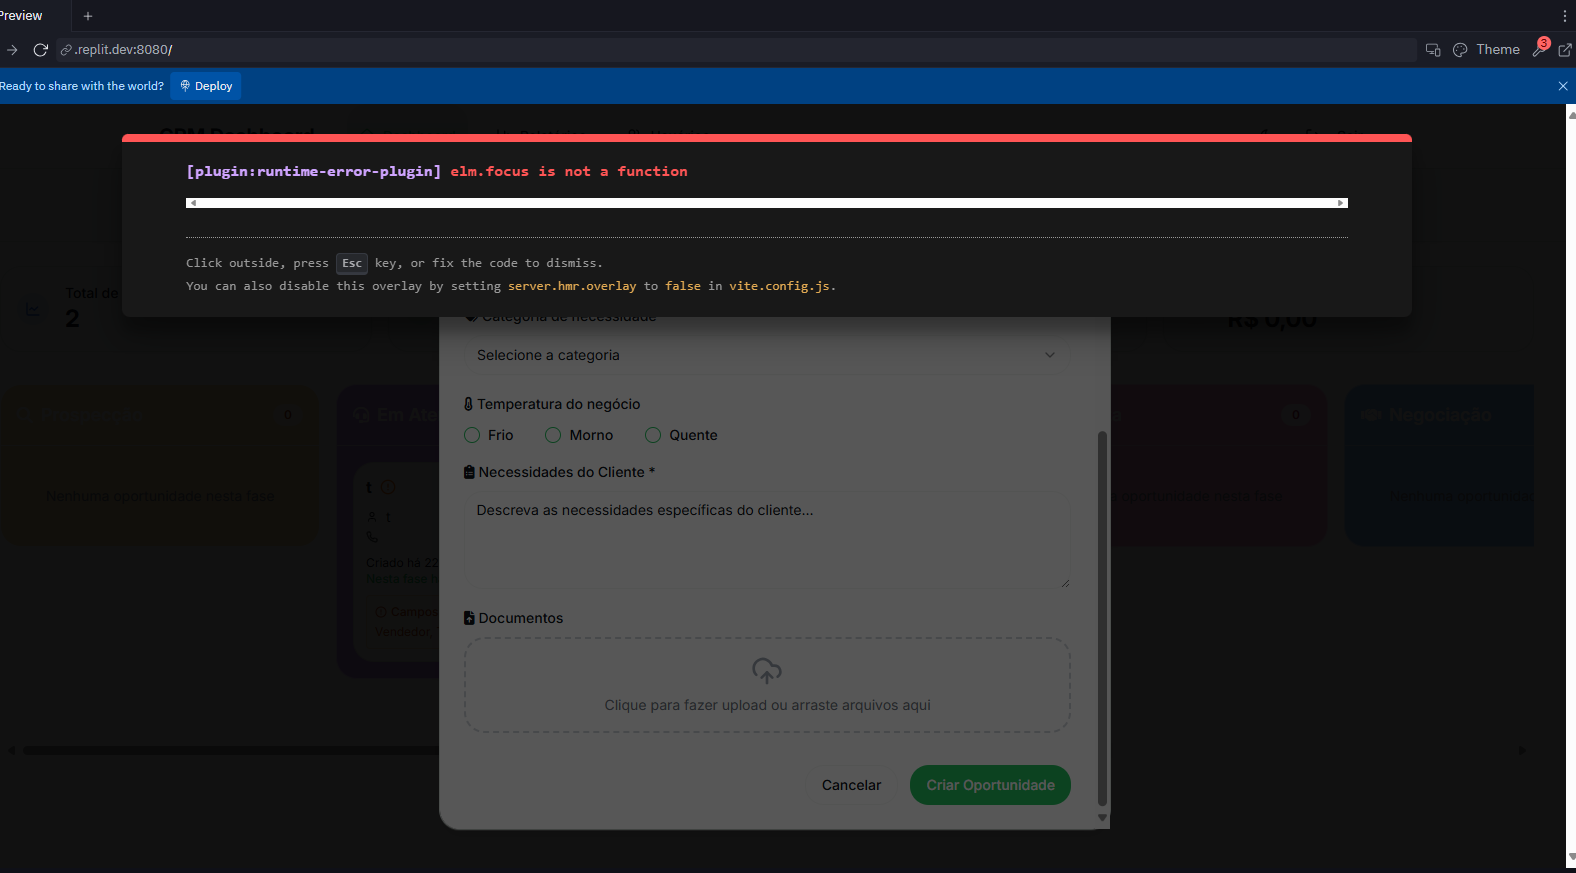 Preview
.replit.dev:8080/
Theme
3
Ready to share with the world?
Deploy
CRM Dashboard
[plugin:runtime-error-plugin] elm.focus is not a function
Click outside, press Esc key, or fix the code to dismiss.
You can also disable this overlay by setting server.hmr.overlay to false in vite.config.js.
Total de
2
R$ 0,00
Categoria de necessidade
Selecione a categoria
Prospecção
0
Em Ate
0
Negociação
Temperatura do negócio
Frio
Morno
Quente
Necessidades do Cliente *
Descreva as necessidades específicas do cliente...
Nenhuma oportunidade nesta fase
oportunidade nesta fase
t
t
Criado há 22
Nesta fase
Campos
Vendedor,
Documentos
Clique para fazer upload ou arraste arquivos aqui
Cancelar
Criar Oportunidade